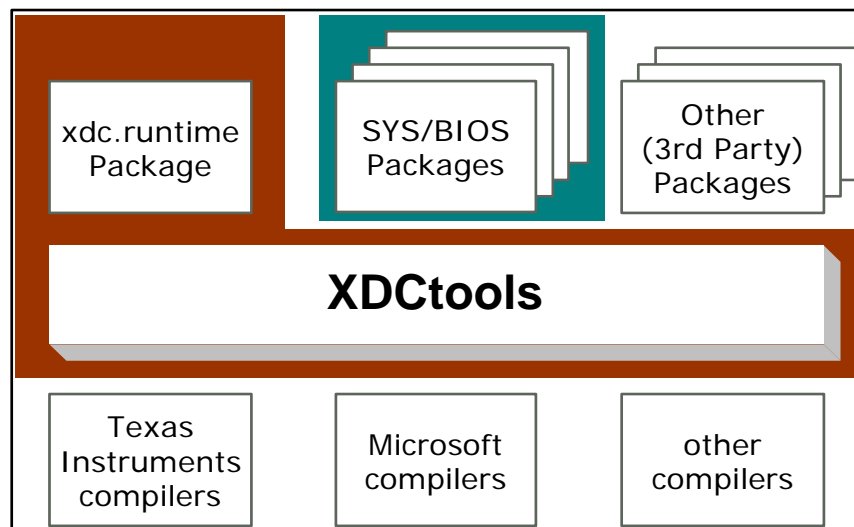 xdc.runtime
Package
SYS/BIOS
Packages
Other
(3rd Party)
Packages
XDCtools
Texas
Instruments
compilers
Microsoft
compilers
other
compilers